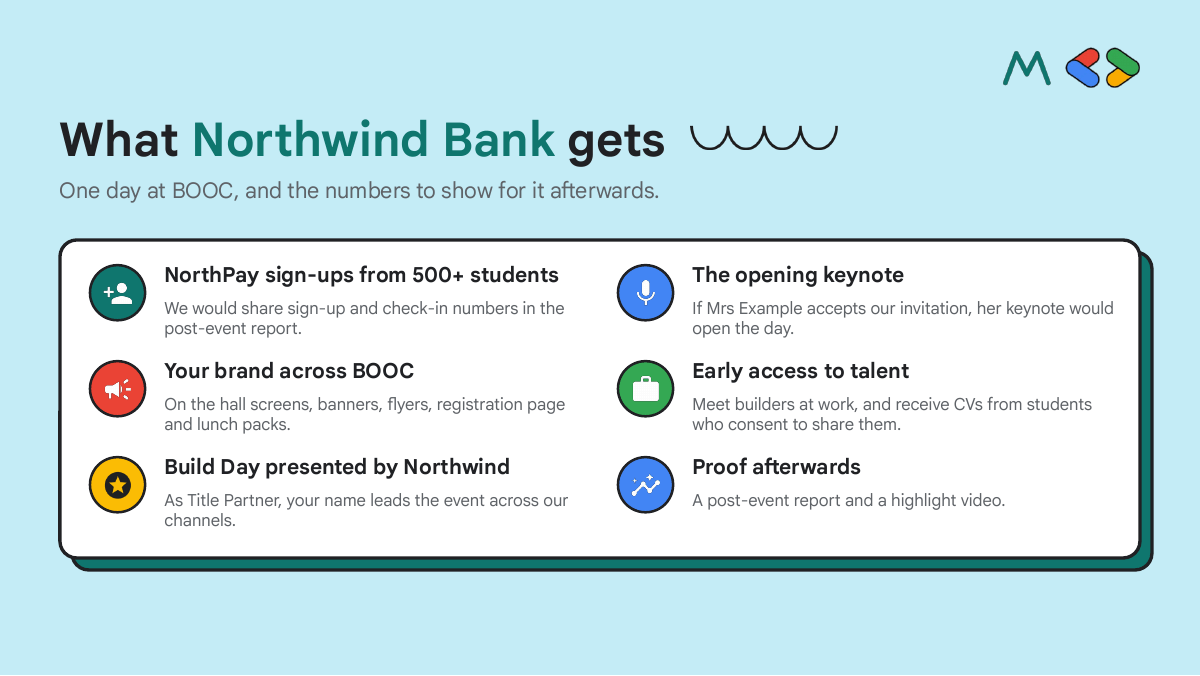 What Northwind Bank gets
One day at BOOC, and the numbers to show for it afterwards.
NorthPay sign-ups from 500+ students
We would share sign-up and check-in numbers in the
post-event report.
The opening keynote
If Mrs Example accepts our invitation, her keynote would
open the day.
Your brand across BOOC
On the hall screens, banners, flyers, registration page
and lunch packs.
Early access to talent
Meet builders at work, and receive CVs from students
who consent to share them.
Build Day presented by Northwind
As Title Partner, your name leads the event across our
channels.
Proof afterwards
A post-event report and a highlight video.